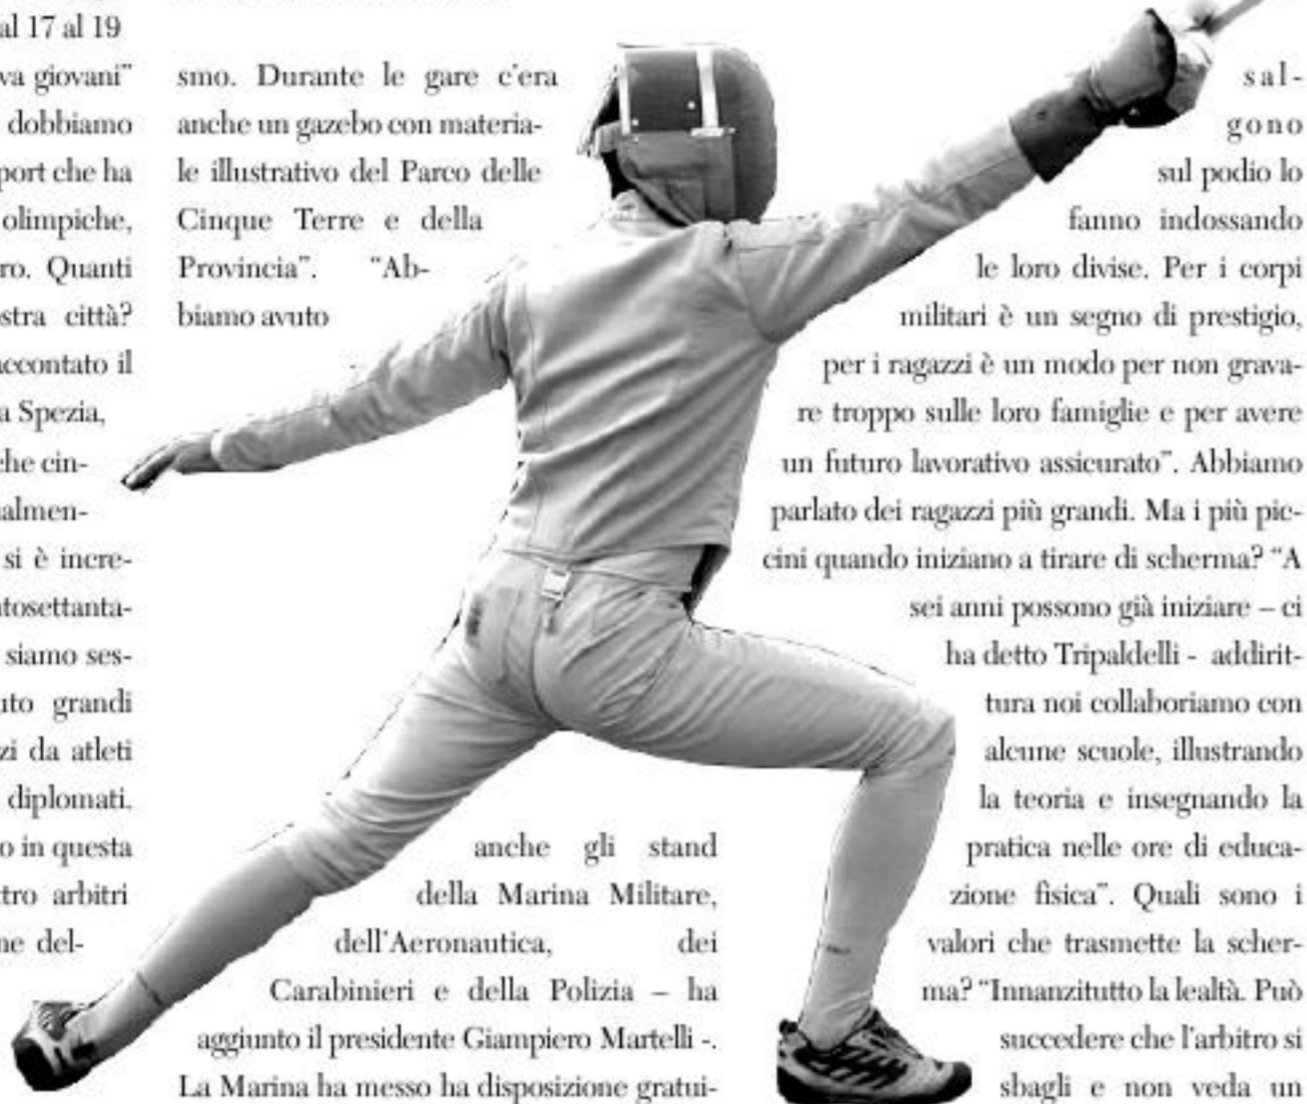 al 17 al 19
va giovani”
dobbiamo
port che ha
olimpiche,
ro. Quanti
stra città?
accontato il
a Spezia,
che cin-
almen-
si è incre-
ntosettanta-
siamo ses-
uto grandi
zi da atleti
diplomati.
o in questa
ttro arbitri
ne del-
smo. Durante le gare c’era
anche un gazebo con materia-
le illustrativo del Parco delle
Cinque Terre e della
Provincia”. “Ab-
biamo avuto
anche gli stand
della Marina Militare,
dell’Aeronautica, dei
Carabinieri e della Polizia – ha
aggiunto il presidente Giampiero Martelli -.
La Marina ha messo ha disposizione gratui-
sal-
gono
sul podio lo
fanno indossando
le loro divise. Per i corpi
militari è un segno di prestigio,
per i ragazzi è un modo per non grava-
re troppo sulle loro famiglie e per avere
un futuro lavorativo assicurato”. Abbiamo
parlato dei ragazzi più grandi. Ma i più pic-
cini quando iniziano a tirare di scherma? “A
sei anni possono già iniziare – ci
ha detto Tripaldelli - addirit-
tura noi collaboriamo con
alcune scuole, illustrando
la teoria e insegnando la
pratica nelle ore di educa-
zione fisica”. Quali sono i
valori che trasmette la scher-
ma? “Innanzitutto la lealtà. Può
succedere che l’arbitro si
sbagli e non veda un